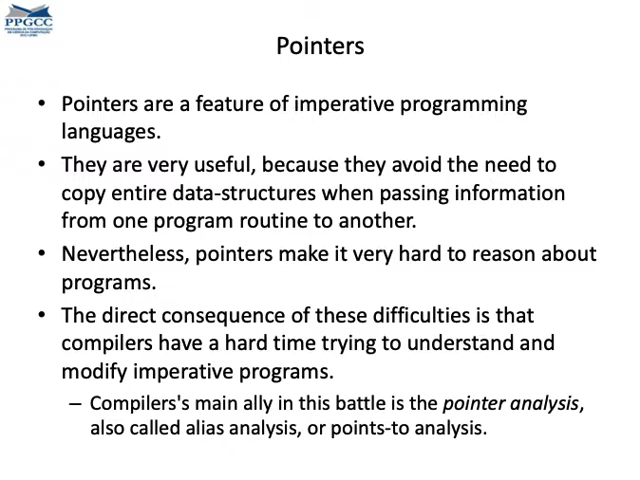 PPGCC
Pointers
• Pointers are a feature of imperative programming
languages.
• They are very useful, because they avoid the need to
copy entire data-structures when passing information
from one program routine to another.
• Nevertheless, pointers make it very hard to reason about
programs.
• The direct consequence of these difficulties is that
compilers have a hard time trying to understand and
modify imperative programs.
– Compilers's main ally in this battle is the pointer analysis,
also called alias analysis, or points-to analysis.